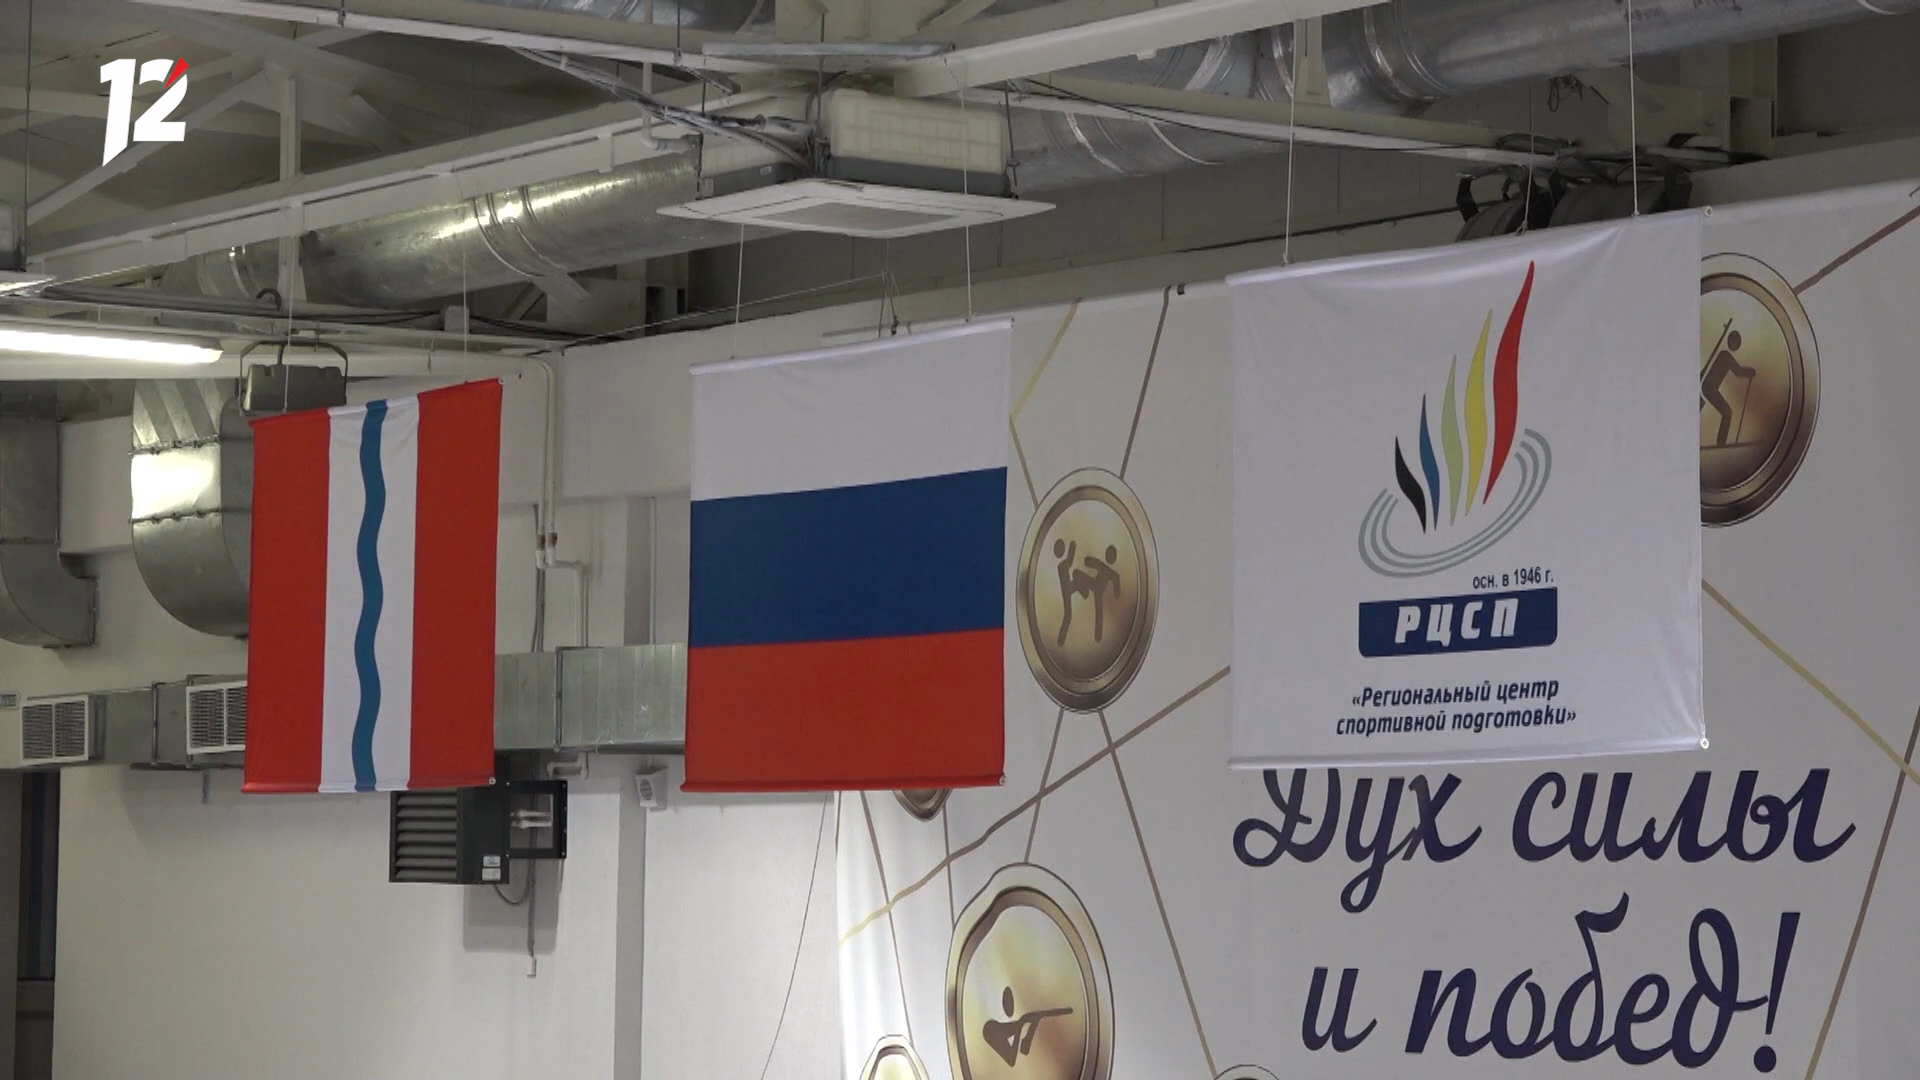 12
осн. в 1946 г.
РЦСП
«Региональный центр
спортивной подготовки»
Дух силы
и побед!